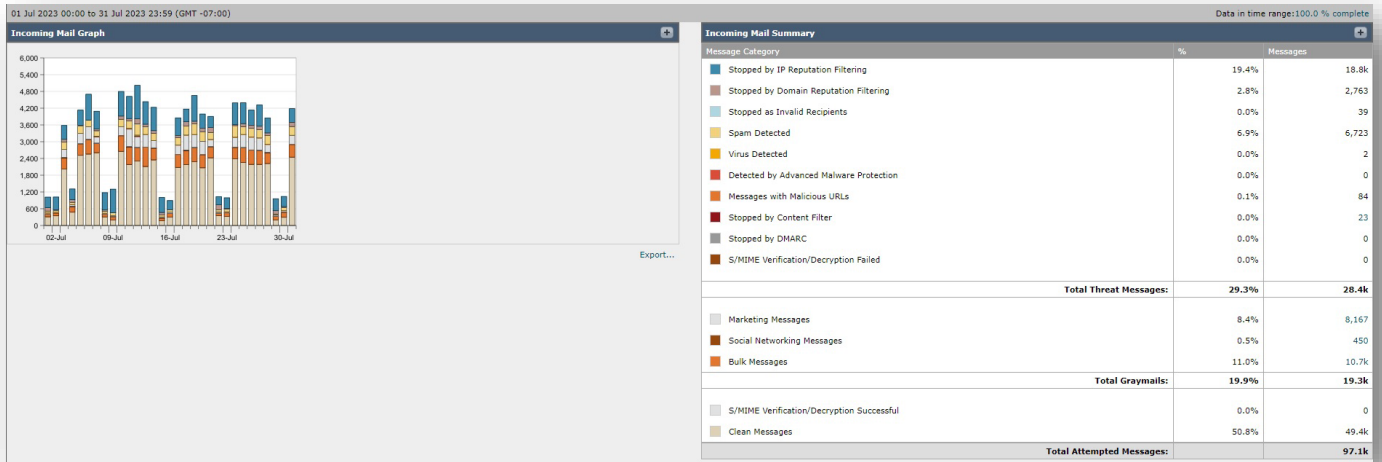 01 Jul 2023 00:00 to 31 Jul 2023 23:59 (GMT -07:00)
Data in time range:100.0 % complete
Incoming Mail Graph
6,000
5,400
4,800
4,200
3,600
3,000
2,400
1,800
1,200
600
0
02-Jul 09-Jul 16-Jul 23-Jul 30-Jul
Export...
Incoming Mail Summary
Message Category % Messages
Stopped by IP Reputation Filtering 19.4% 18.8k
Stopped by Domain Reputation Filtering 2.8% 2,763
Stopped as Invalid Recipients 0.0% 39
Spam Detected 6.9% 6,723
Virus Detected 0.0% 2
Detected by Advanced Malware Protection 0.0% 0
Messages with Malicious URLs 0.1% 84
Stopped by Content Filter 0.0% 23
Stopped by DMARC 0.0% 0
S/MIME Verification/Decryption Failed 0.0% 0
Total Threat Messages: 29.3% 28.4k
Marketing Messages 8.4% 8,167
Social Networking Messages 0.5% 450
Bulk Messages 11.0% 10.7k
Total Graymails: 19.9% 19.3k
S/MIME Verification/Decryption Successful 0.0% 0
Clean Messages 50.8% 49.4k
Total Attempted Messages: 97.1k